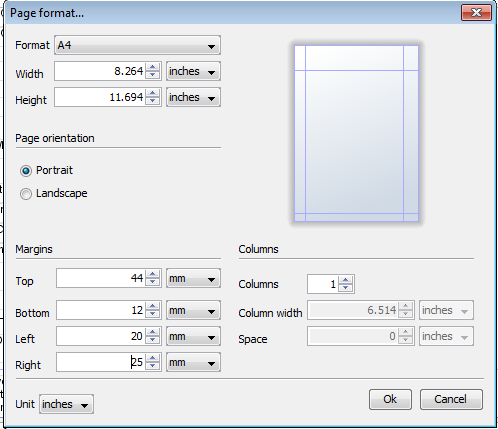 Page format...
Format A4
Width 8.264 inches
Height 11.694 inches
Page orientation
Portrait
Landscape
Margins
Top 44 mm
Bottom 12 mm
Left 20 mm
Right 25 mm
Columns
Columns 1
Column width 6.514 inches
Space 0 inches
Unit inches
Ok Cancel